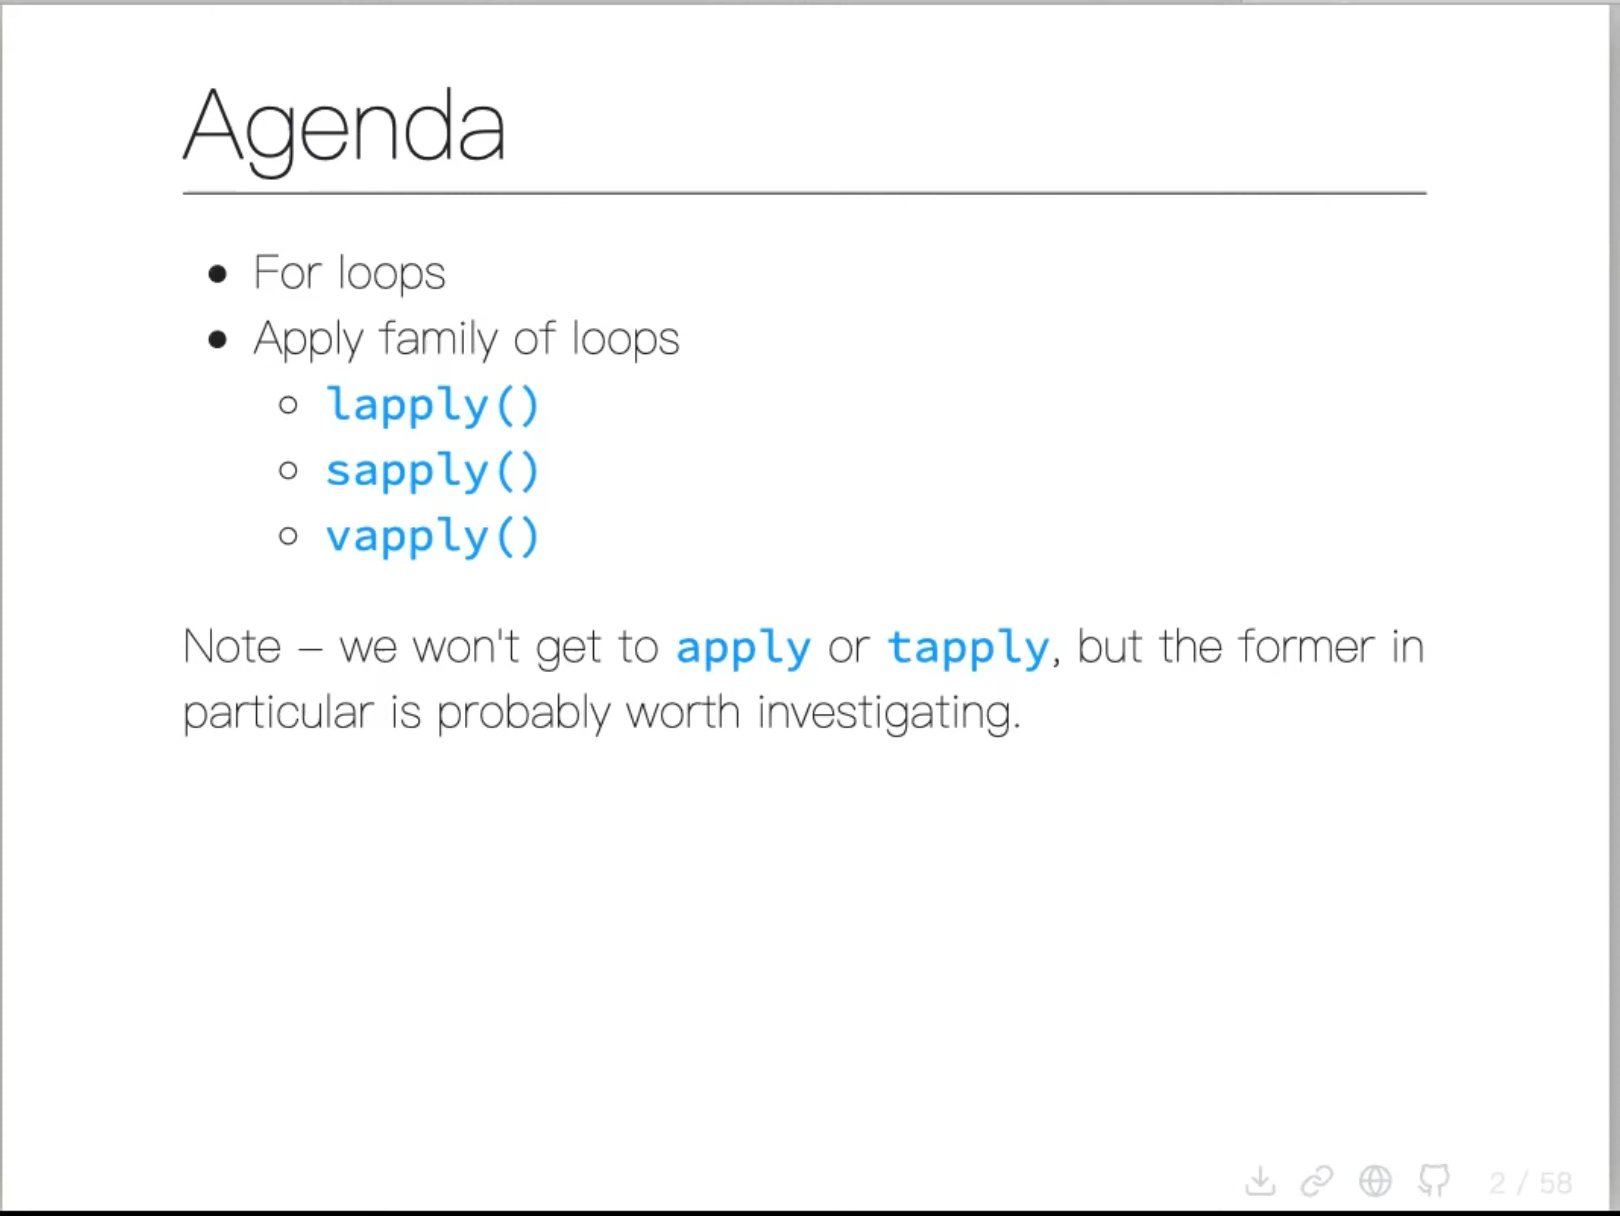 Agenda
For loops
Apply family of loops
lapply()
sapply()
vapply()
Note – we won't get to apply or tapply, but the former in
particular is probably worth investigating.
2 / 58